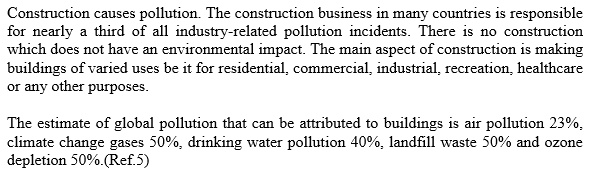 Construction causes pollution. The construction business in many countries is responsible
for nearly a third of all industry-related pollution incidents. There is no construction
which does not have an environmental impact. The main aspect of construction is making
buildings of varied uses be it for residential, commercial, industrial, recreation, healthcare
or any other purposes.

The estimate of global pollution that can be attributed to buildings is air pollution 23%,
climate change gases 50%, drinking water pollution 40%, landfill waste 50% and ozone
depletion 50%.(Ref.5)